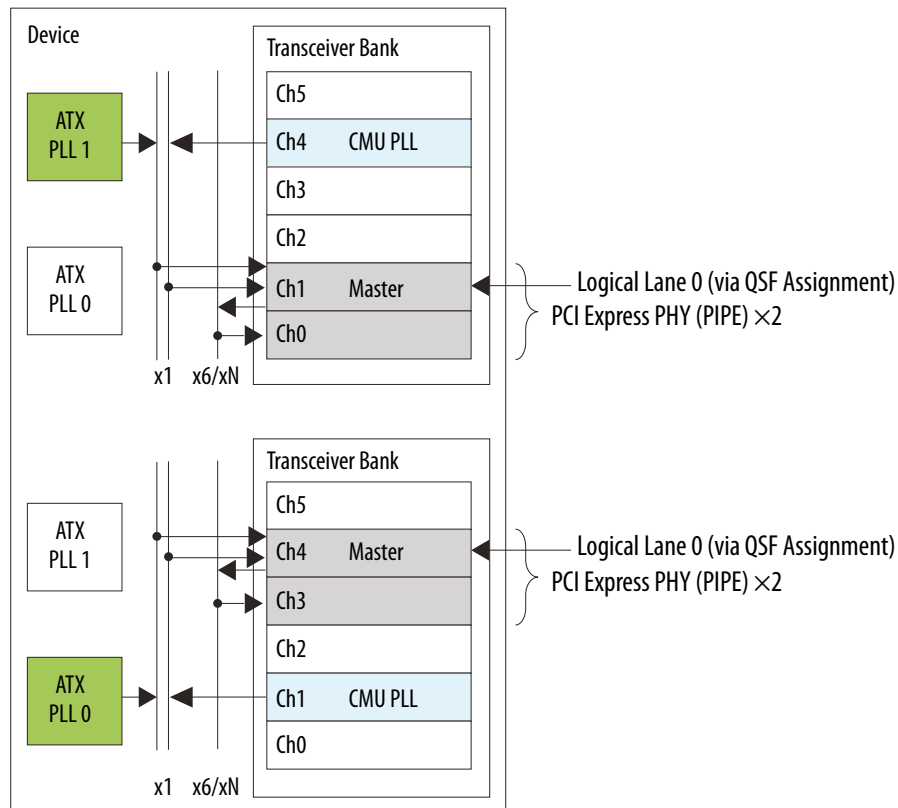 Device
Transceiver Bank
ATX
PLL 1
Ch5
Ch4 CMU PLL
Ch3
Ch2
ATX
PLL 0
Ch1 Master
Ch0
Logical Lane 0 (via QSF Assignment)
PCI Express PHY (PIPE) ×2
x1 x6/xN
Transceiver Bank
ATX
PLL 1
Ch5
Ch4 Master
Ch3
Logical Lane 0 (via QSF Assignment)
PCI Express PHY (PIPE) ×2
Ch2
ATX
PLL 0
Ch1 CMU PLL
Ch0
x1 x6/xN